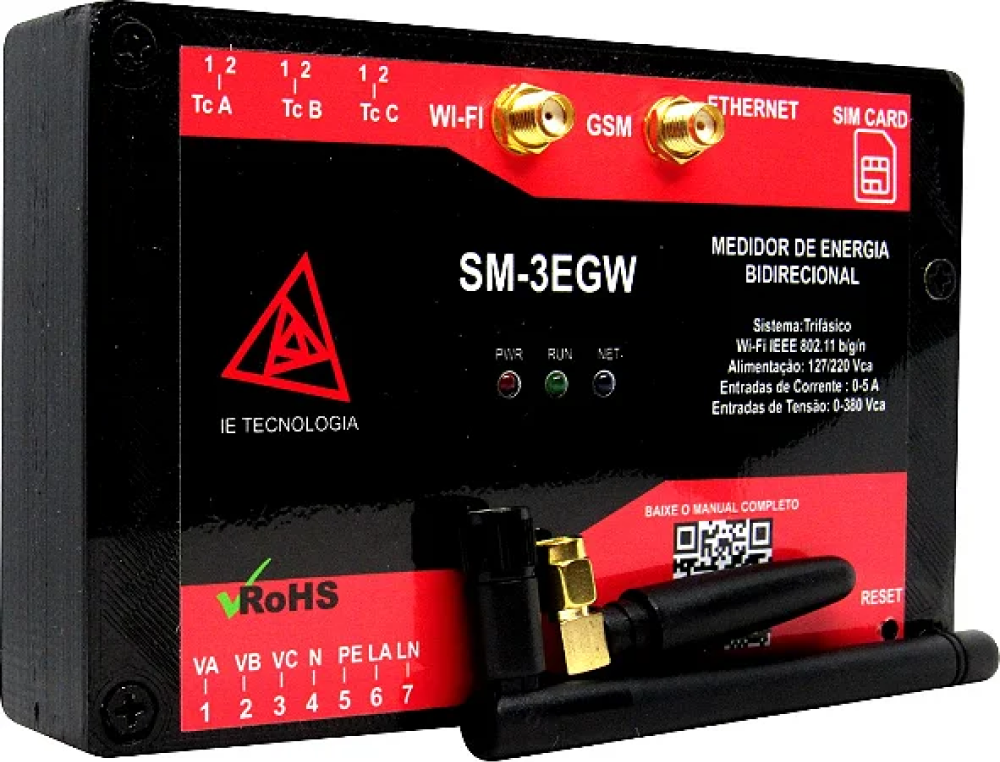 1 2
Tc A
1 2
Tc B
1 2
Tc C
WI-FI
GSM
ETHERNET
SIM CARD
SM-3EGW
MEDIDOR DE ENERGIA
BIDIRECIONAL
Sistema:Trifásico
Wi-Fi IEEE 802.11 b/g/n
Alimentação: 127/220 Vca
Entradas de Corrente : 0-5 A
Entradas de Tensão: 0-380 Vca
PWR RUN NET
IE TECNOLOGIA
BAIXE O MANUAL COMPLETO
RoHS
RESET
VA VB VC N PE LA LN
1 2 3 4 5 6 7